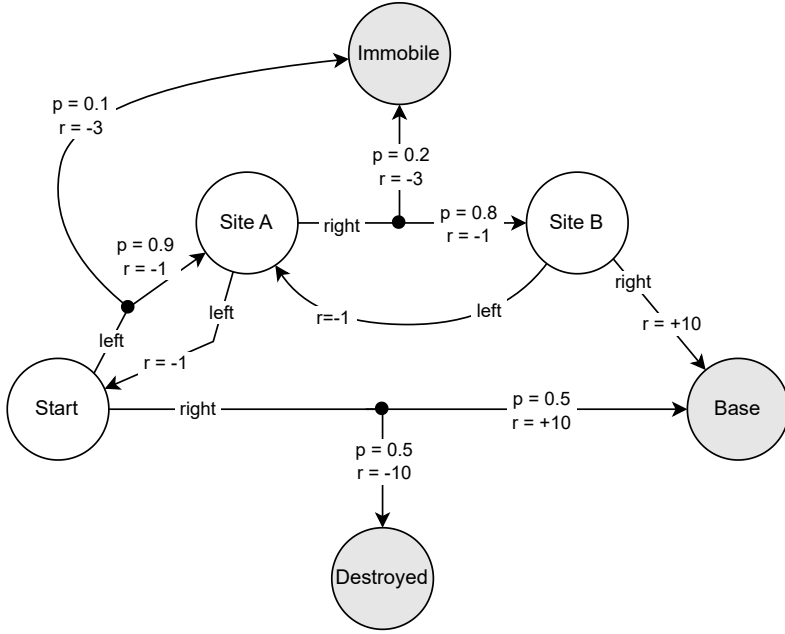 Immobile
p = 0.1
r = -3
p = 0.2
r = -3
Site A
right
p = 0.8
r = -1
Site B
p = 0.9
r = -1
left
r=-1
left
right
r = +10
left
r = -1
Start
right
p = 0.5
r = +10
Base
p = 0.5
r = -10
Destroyed